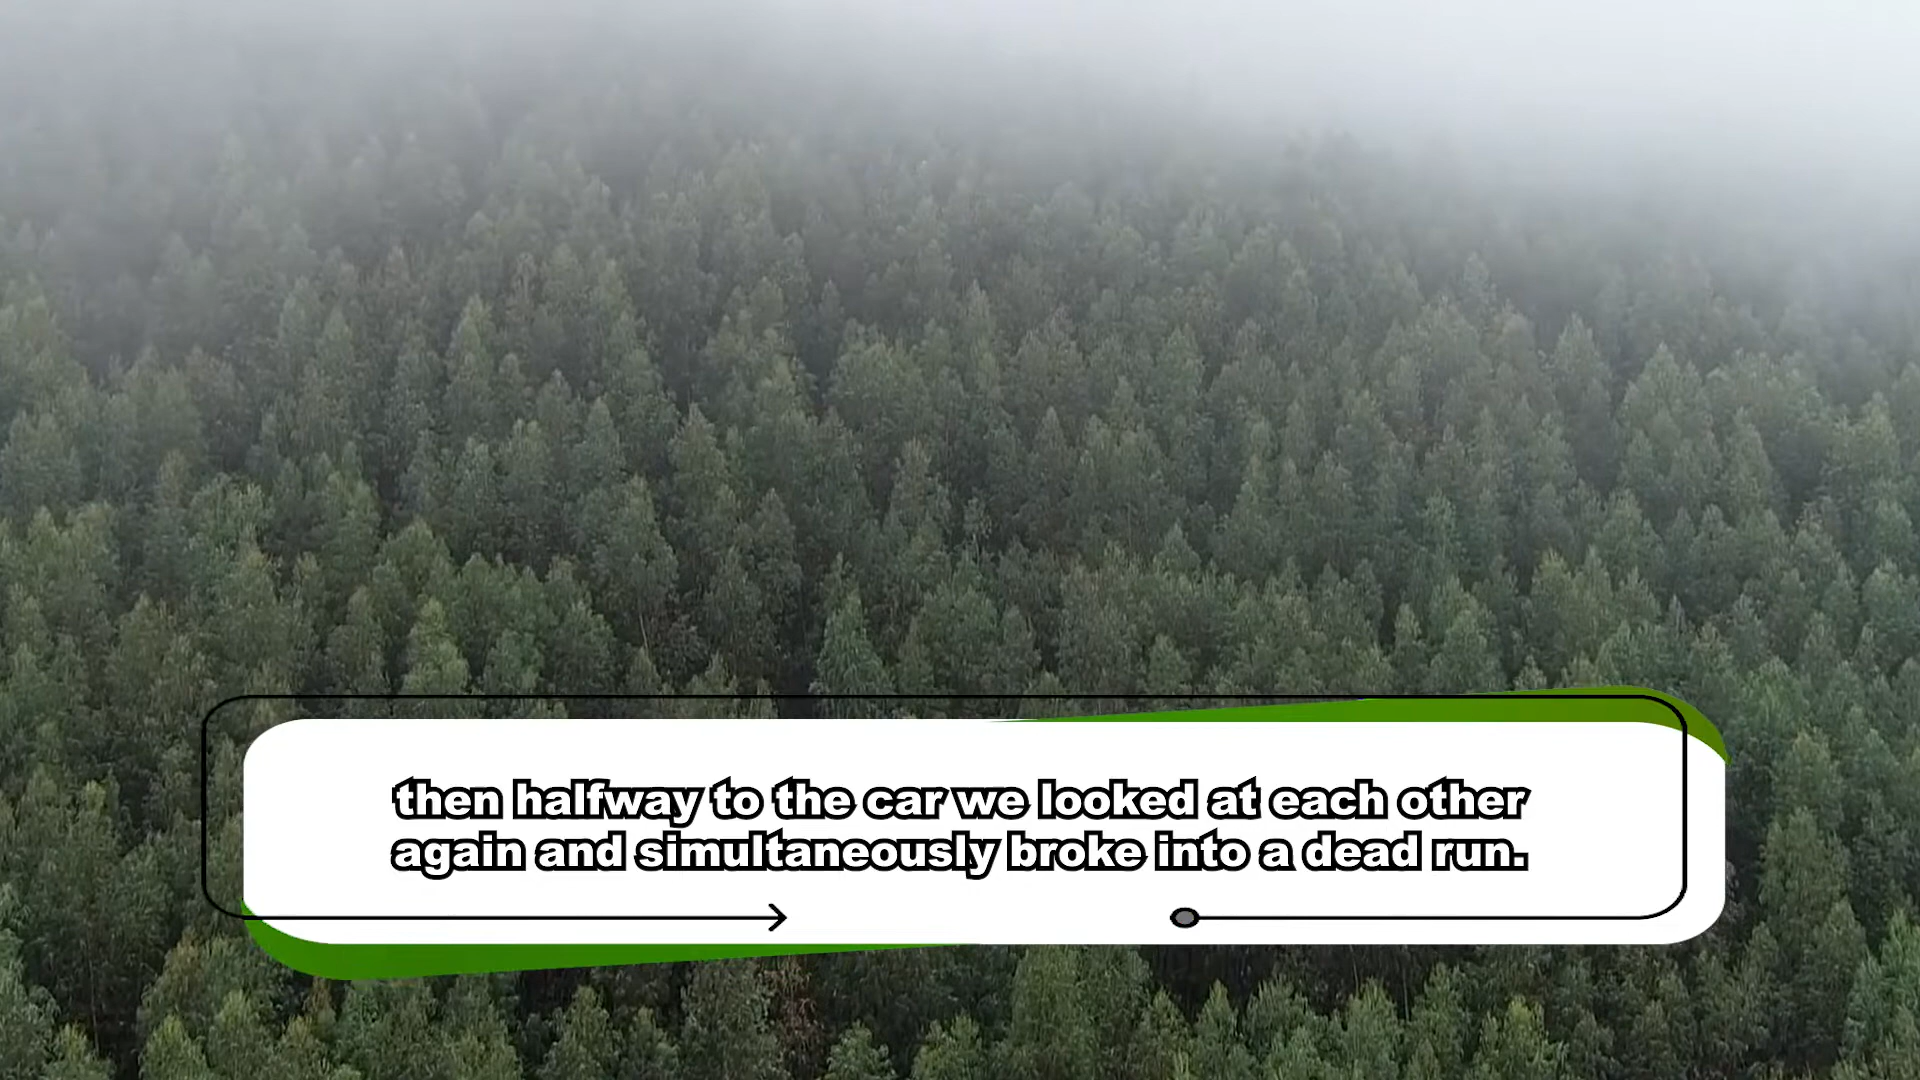 then halfway to the car we looked at each other
again and simultaneously broke into a dead run.